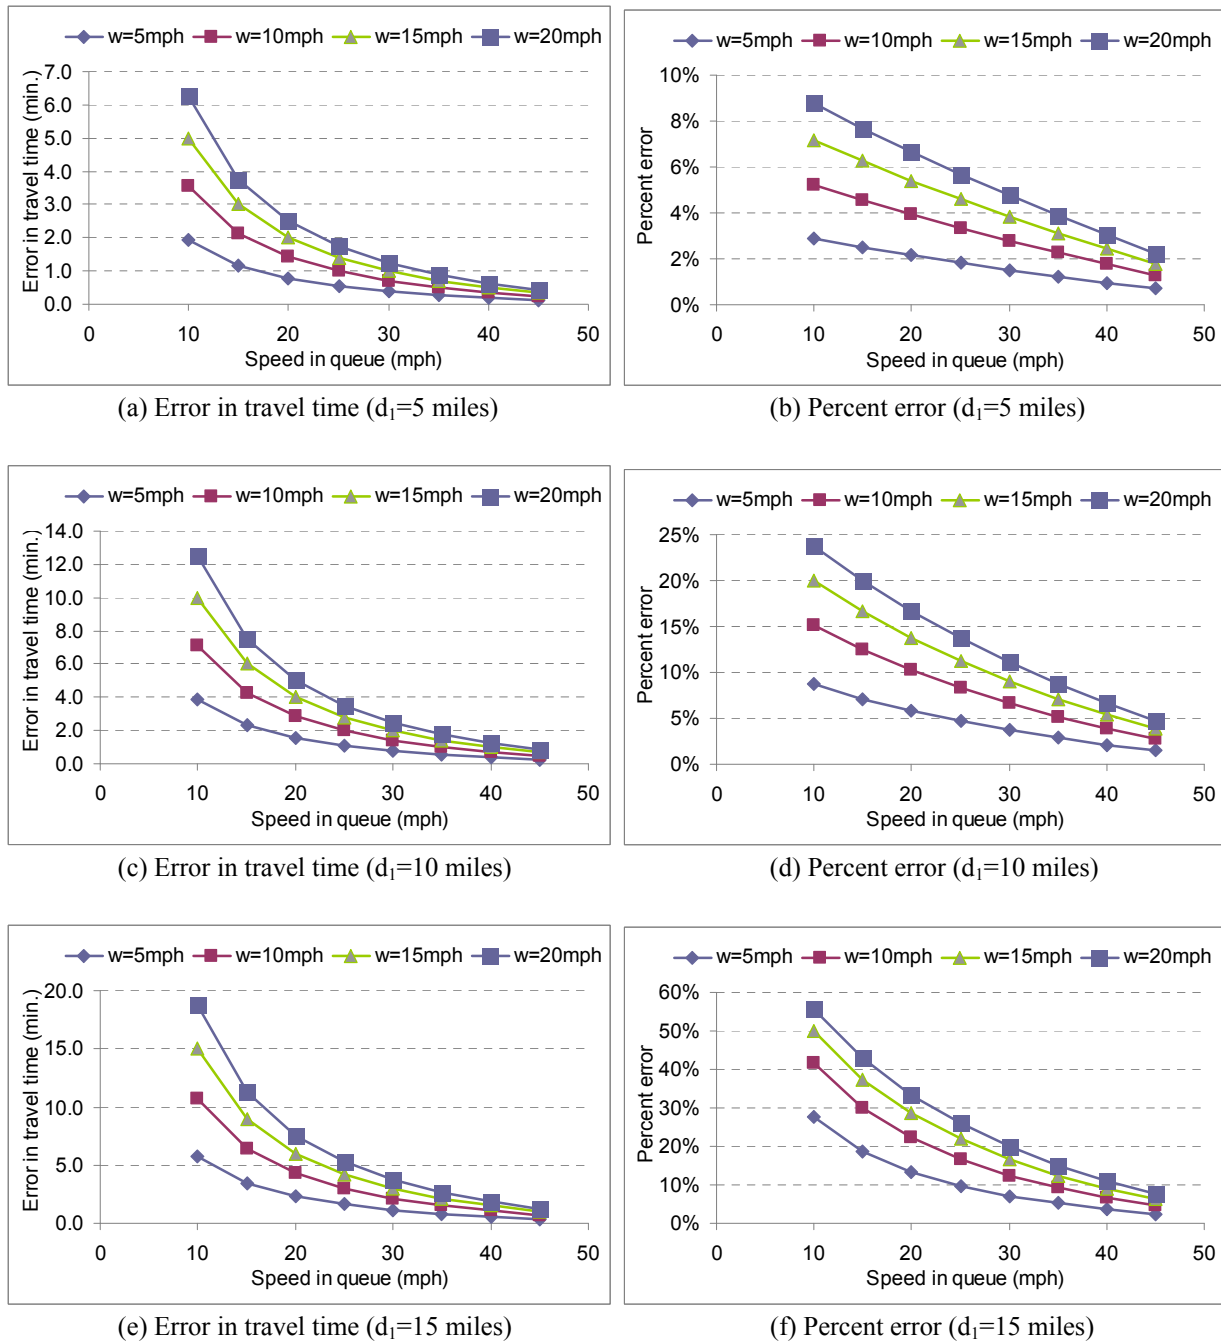 w=5mph w=10mph w=15mph w=20mph
Error in travel time (min.)
7.0
6.0
5.0
4.0
3.0
2.0
1.0
0.0
0 10 20 30 40 50
Speed in queue (mph)
(a) Error in travel time (d₁=5 miles)
w=5mph w=10mph w=15mph w=20mph
Percent error
10%
8%
6%
4%
2%
0%
0 10 20 30 40 50
Speed in queue (mph)
(b) Percent error (d₁=5 miles)
w=5mph w=10mph w=15mph w=20mph
Error in travel time (min.)
14.0
12.0
10.0
8.0
6.0
4.0
2.0
0.0
0 10 20 30 40 50
Speed in queue (mph)
(c) Error in travel time (d₁=10 miles)
w=5mph w=10mph w=15mph w=20mph
Percent error
25%
20%
15%
10%
5%
0%
0 10 20 30 40 50
Speed in queue (mph)
(d) Percent error (d₁=10 miles)
w=5mph w=10mph w=15mph w=20mph
Error in travel time (min.)
20.0
15.0
10.0
5.0
0.0
0 10 20 30 40 50
Speed in queue (mph)
(e) Error in travel time (d₁=15 miles)
w=5mph w=10mph w=15mph w=20mph
Percent error
60%
50%
40%
30%
20%
10%
0%
0 10 20 30 40 50
Speed in queue (mph)
(f) Percent error (d₁=15 miles)